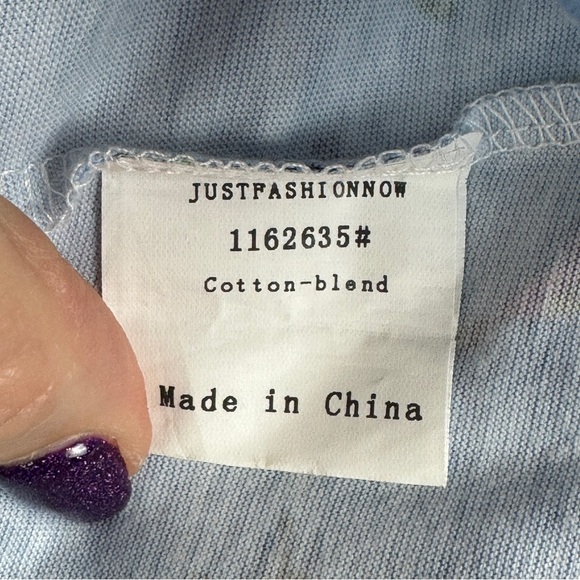 JUSTFASHIONNOW
1162635#
Cotton-blend
Made in China